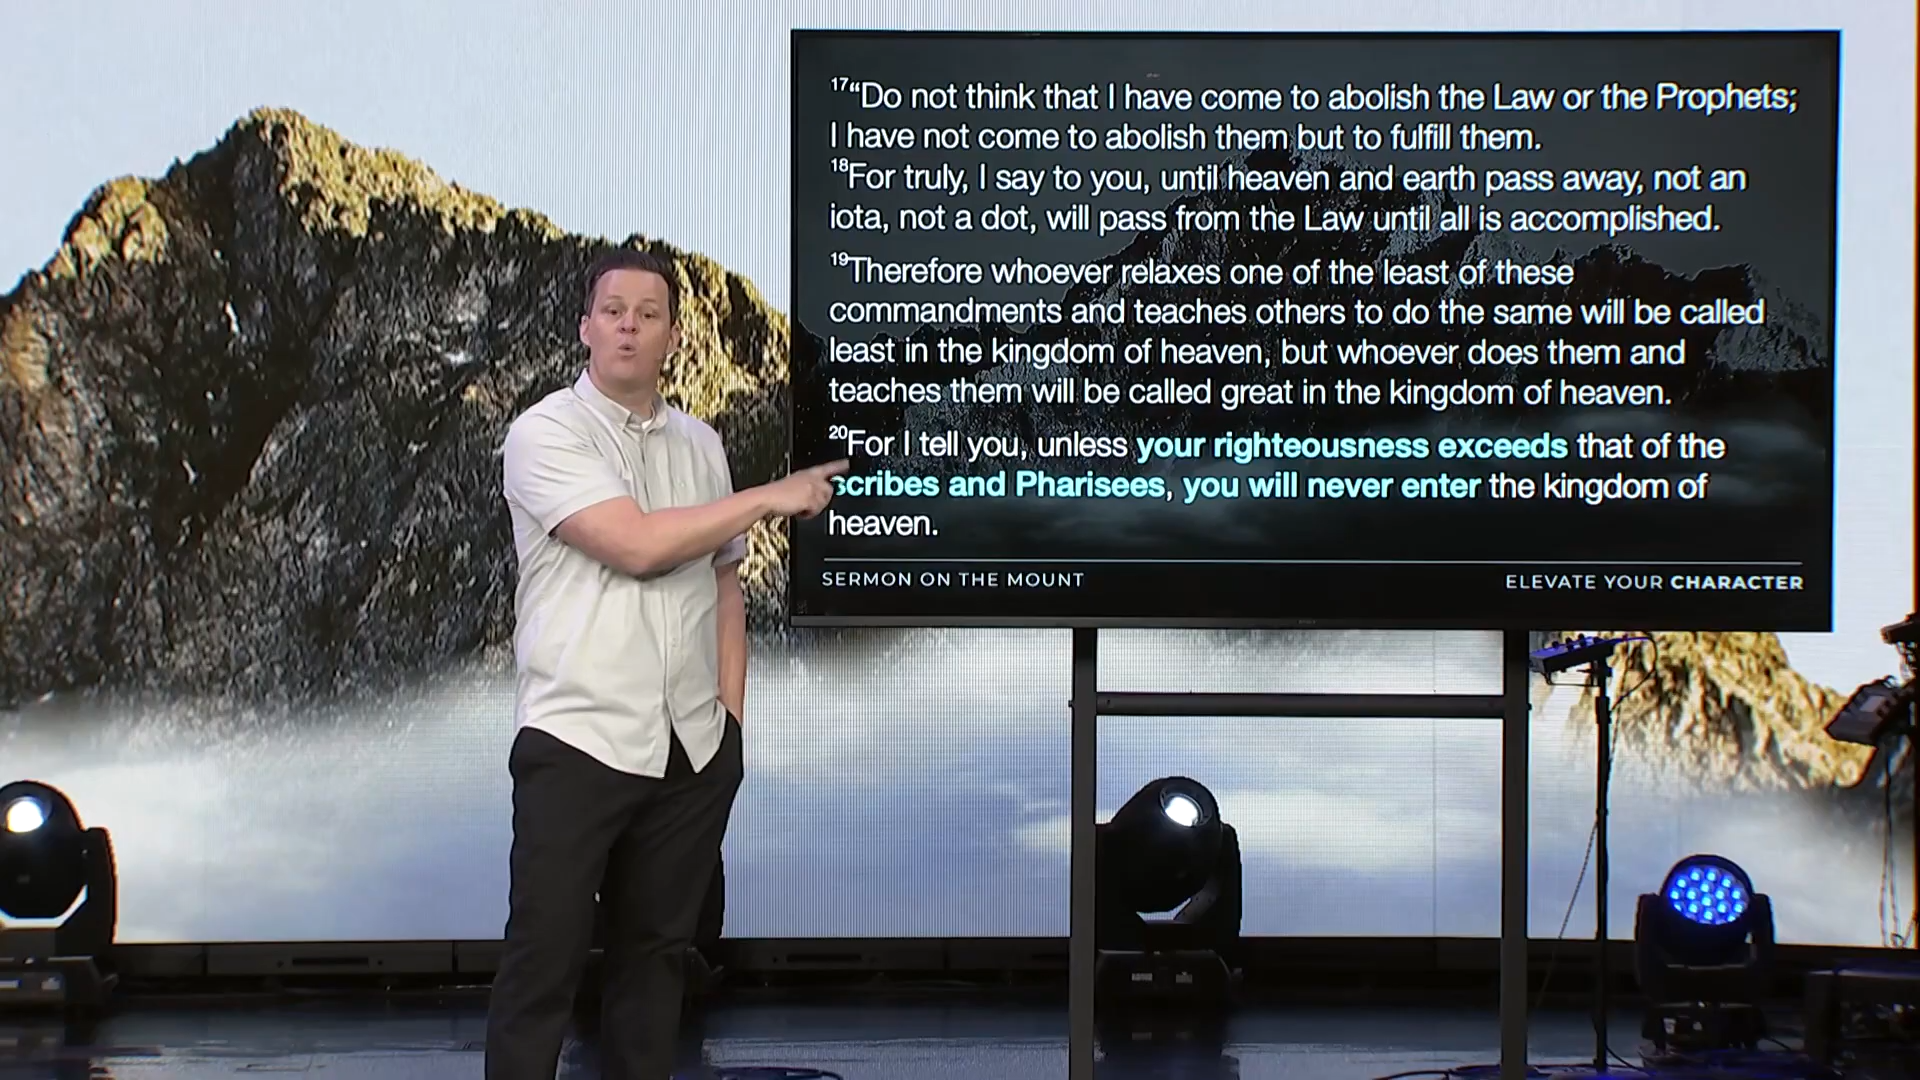 17“Do not think that I have come to abolish the Law or the Prophets;
I have not come to abolish them but to fulfill them.
18For truly, I say to you, until heaven and earth pass away, not an
iota, not a dot, will pass from the Law until all is accomplished.
19Therefore whoever relaxes one of the least of these
commandments and teaches others to do the same will be called
least in the kingdom of heaven, but whoever does them and
teaches them will be called great in the kingdom of heaven.
20For I tell you, unless your righteousness exceeds that of the
scribes and Pharisees, you will never enter the kingdom of
heaven.
SERMON ON THE MOUNT
ELEVATE YOUR CHARACTER